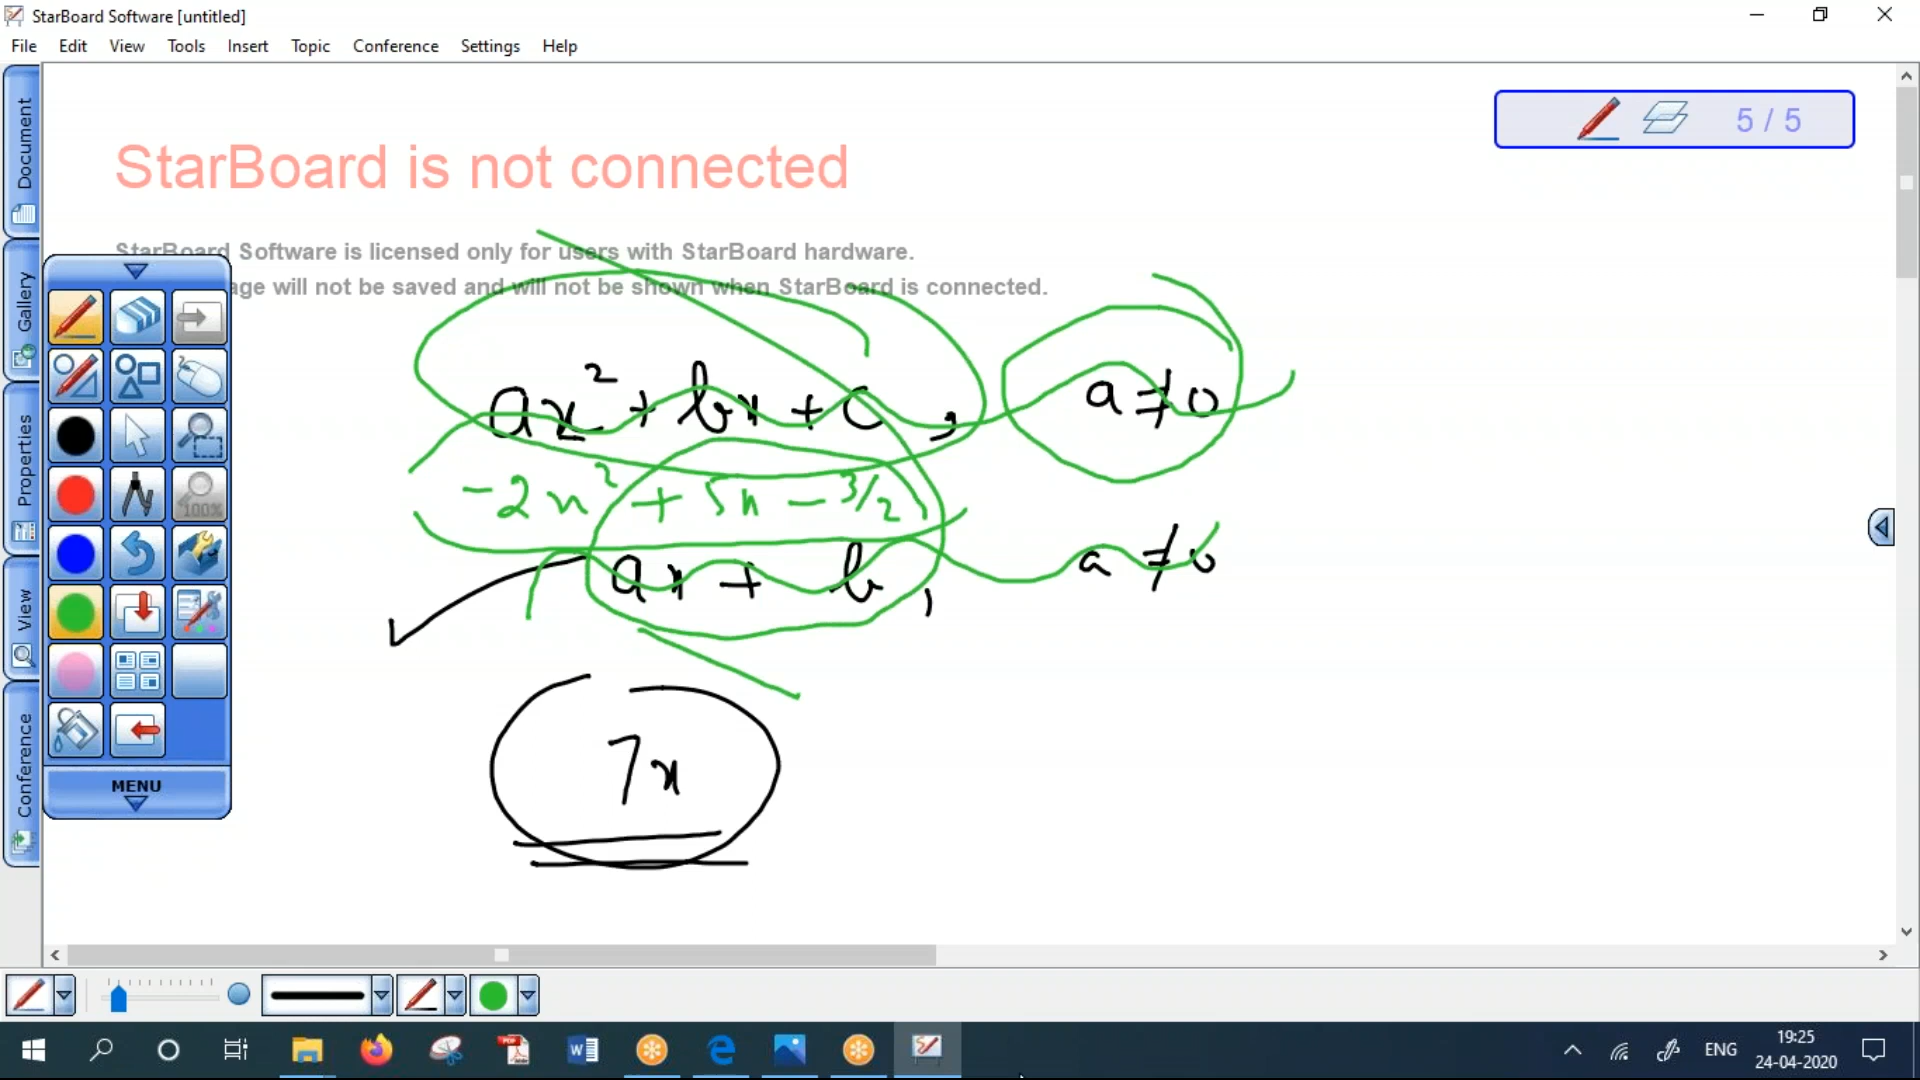 StarBoard Software [untitled]
File Edit View Tools Insert Topic Conference Settings Help
Document
Gallery
Properties
View
Conference
5 / 5
StarBoard is not connected
StarBoard Software is licensed only for users with StarBoard hardware.
age will not be saved and will not be shown when StarBoard is connected.
ax² + bx + c , a ≠ 0
-2x² + 5x - 3/2
ax + b , a ≠ 0
7x
100%
MENU
ENG
19:25
24-04-2020